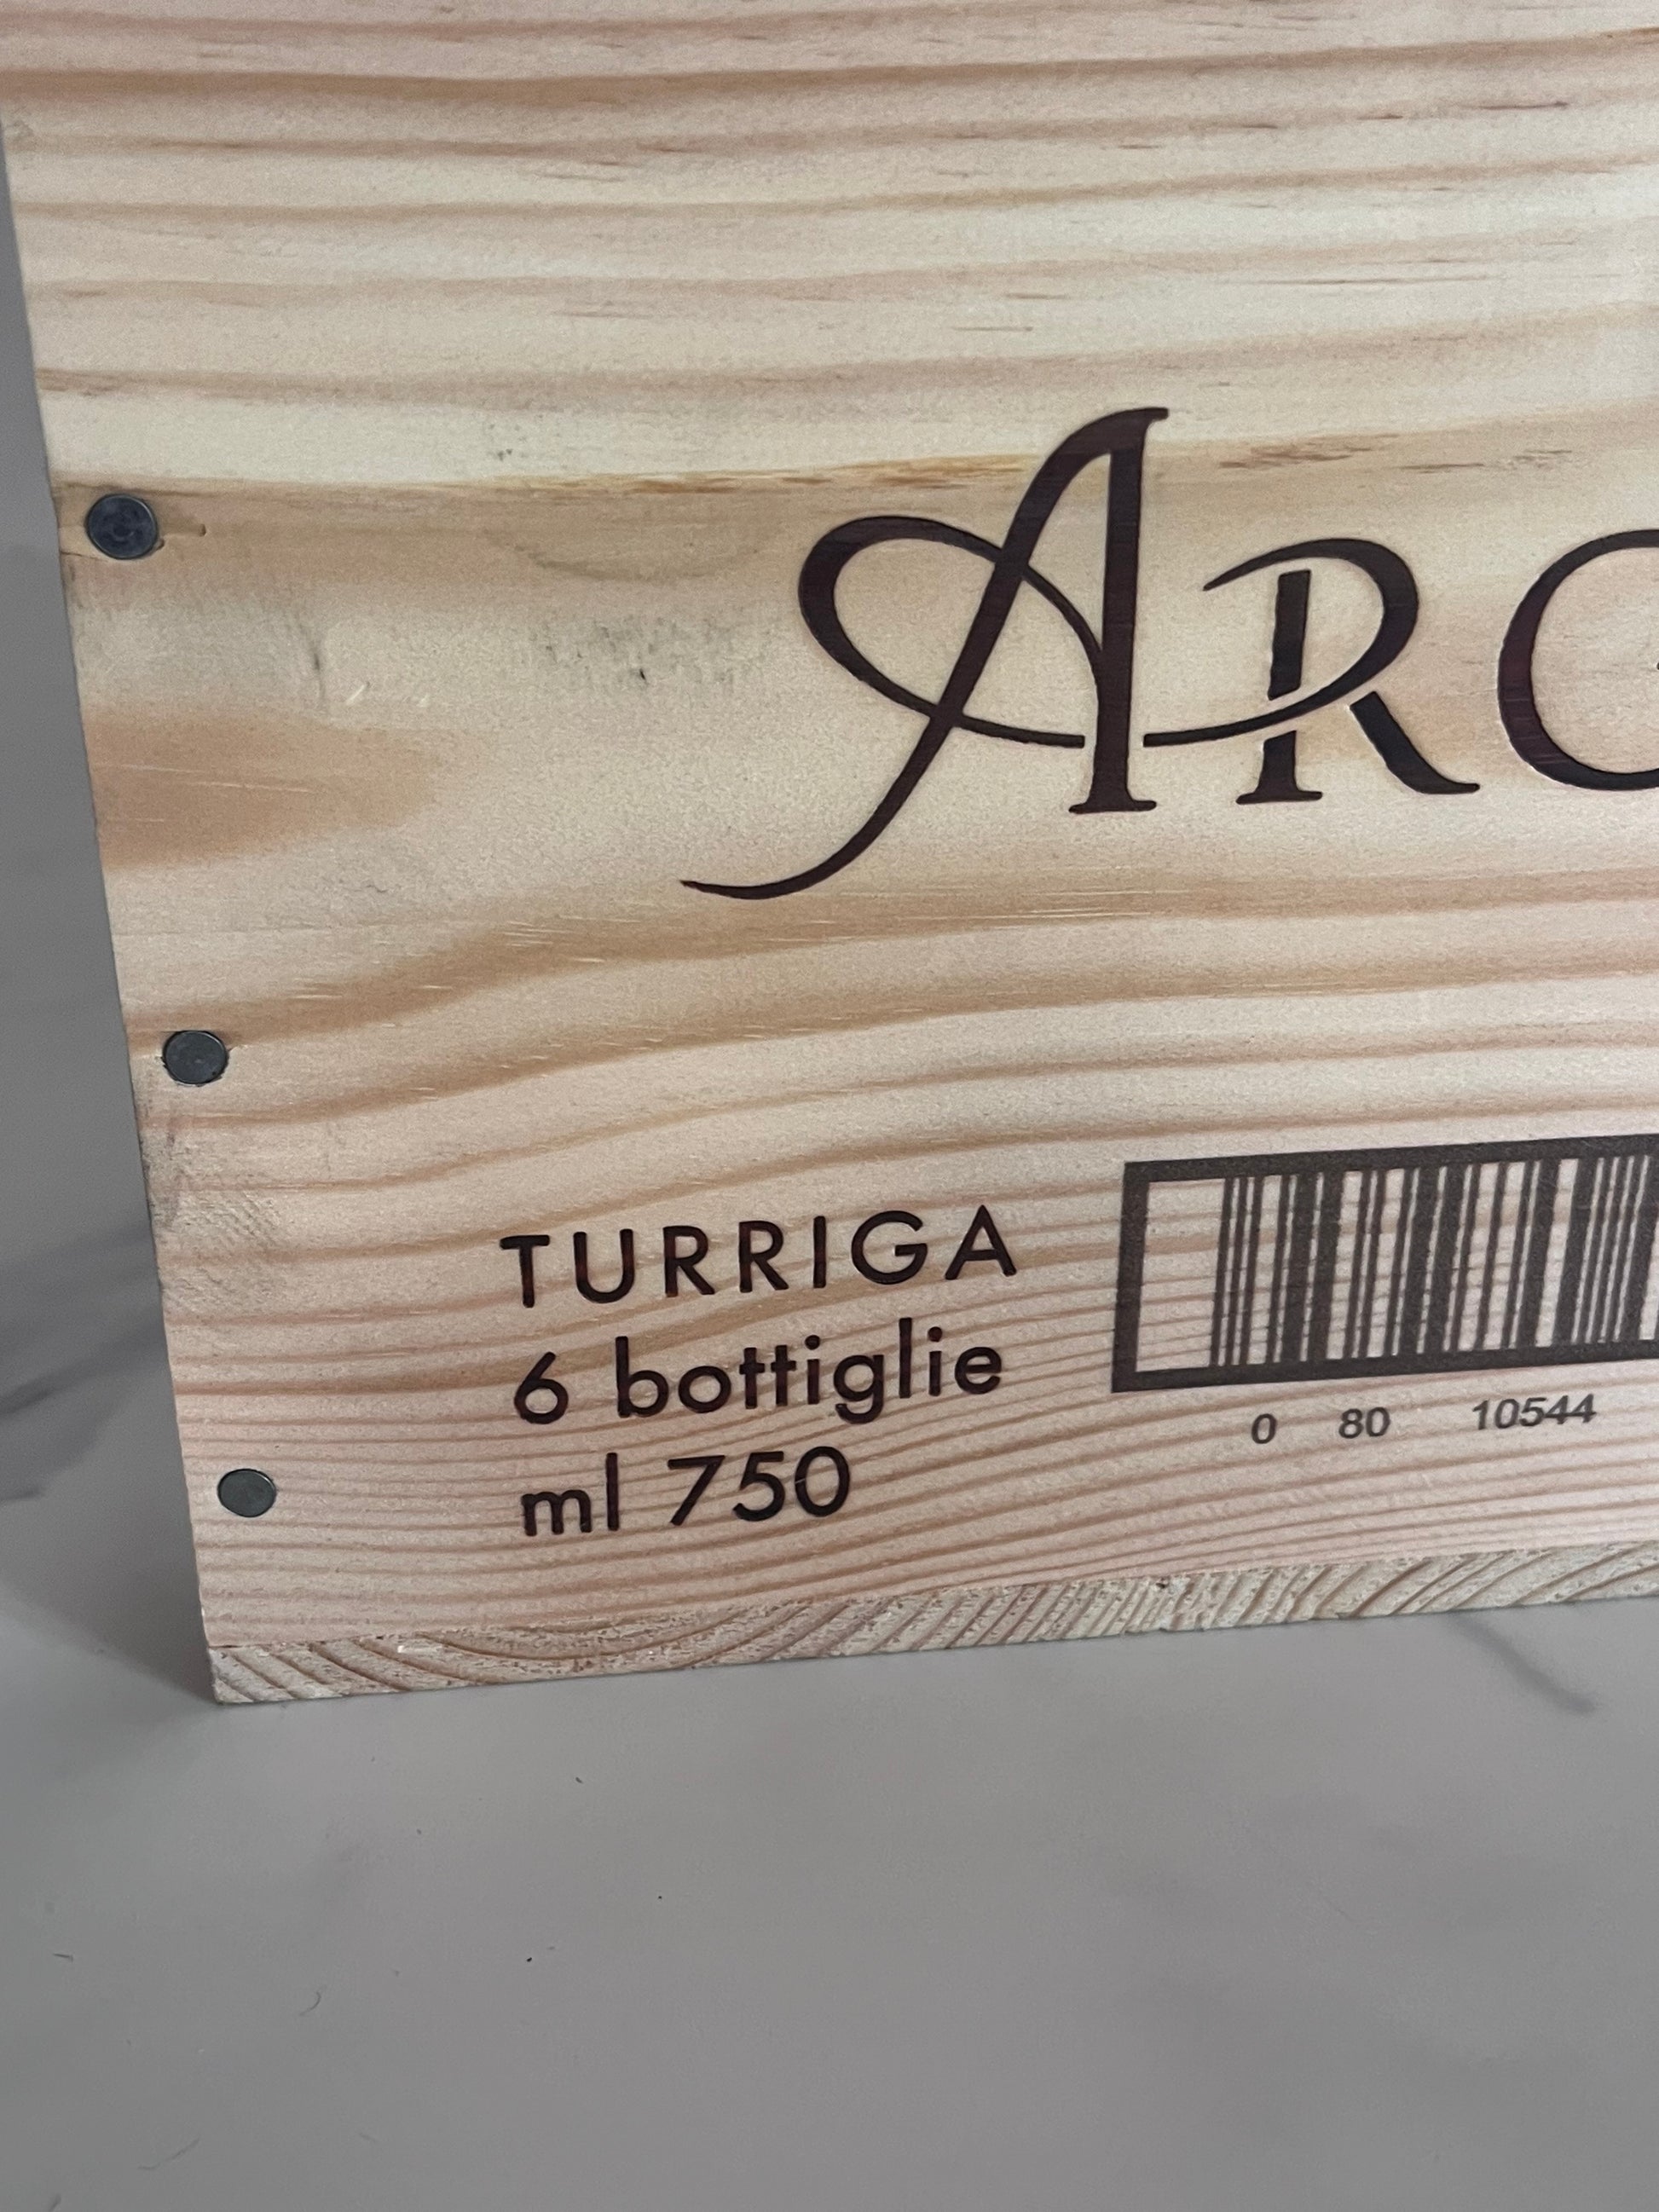 ARG
TURRIGA
6 bottiglie
ml 750
0 80 10544